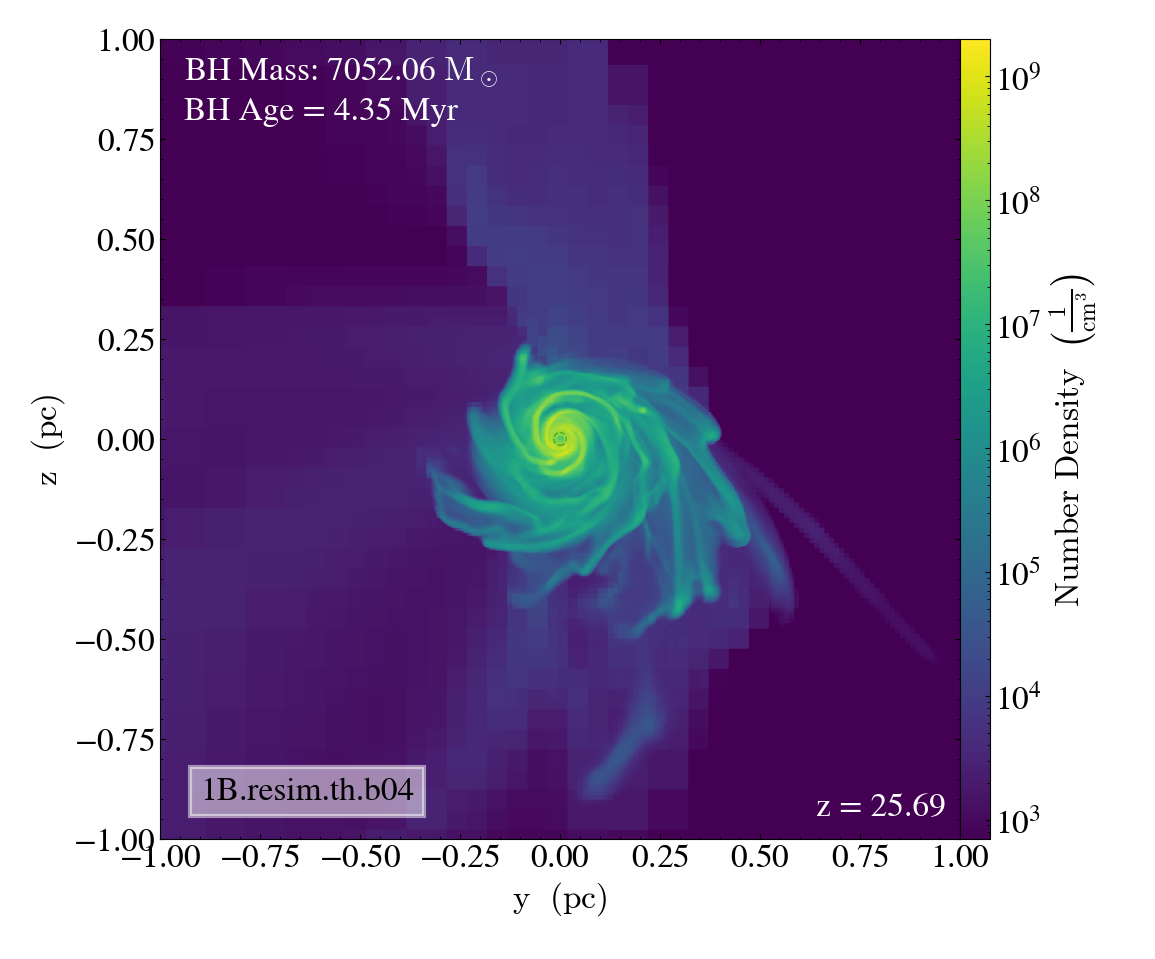 BH Mass: 7052.06 M⊙
BH Age = 4.35 Myr
1.00
0.75
0.50
0.25
0.00
−0.25
−0.50
−0.75
−1.00
z (pc)
1B.resim.th.b04
z = 25.69
−1.00 −0.75 −0.50 −0.25 0.00 0.25 0.50 0.75 1.00
y (pc)
10⁹
10⁸
10⁷
10⁶
10⁵
10⁴
10³
Number Density (1/cm³)